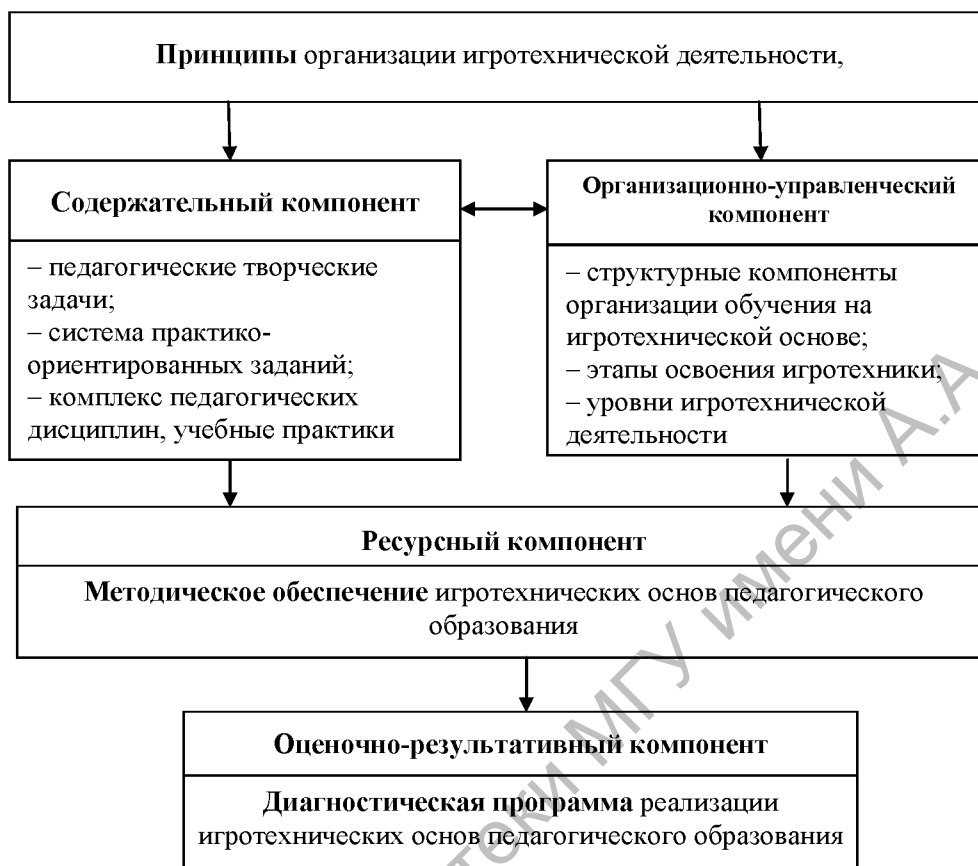 Принципы организации игротехнической деятельности,
Содержательный компонент
– педагогические творческие
задачи;
– система практико-
ориентированных заданий;
– комплекс педагогических
дисциплин, учебные практики
Организационно-управленческий
компонент
– структурные компоненты
организации обучения на
игротехнической основе;
– этапы освоения игротехники;
– уровни игротехнической
деятельности
Ресурсный компонент
Методическое обеспечение игротехнических основ педагогического
образования
Оценочно-результативный компонент
Диагностическая программа реализации
игротехнических основ педагогического образования
МГУ имени А.А